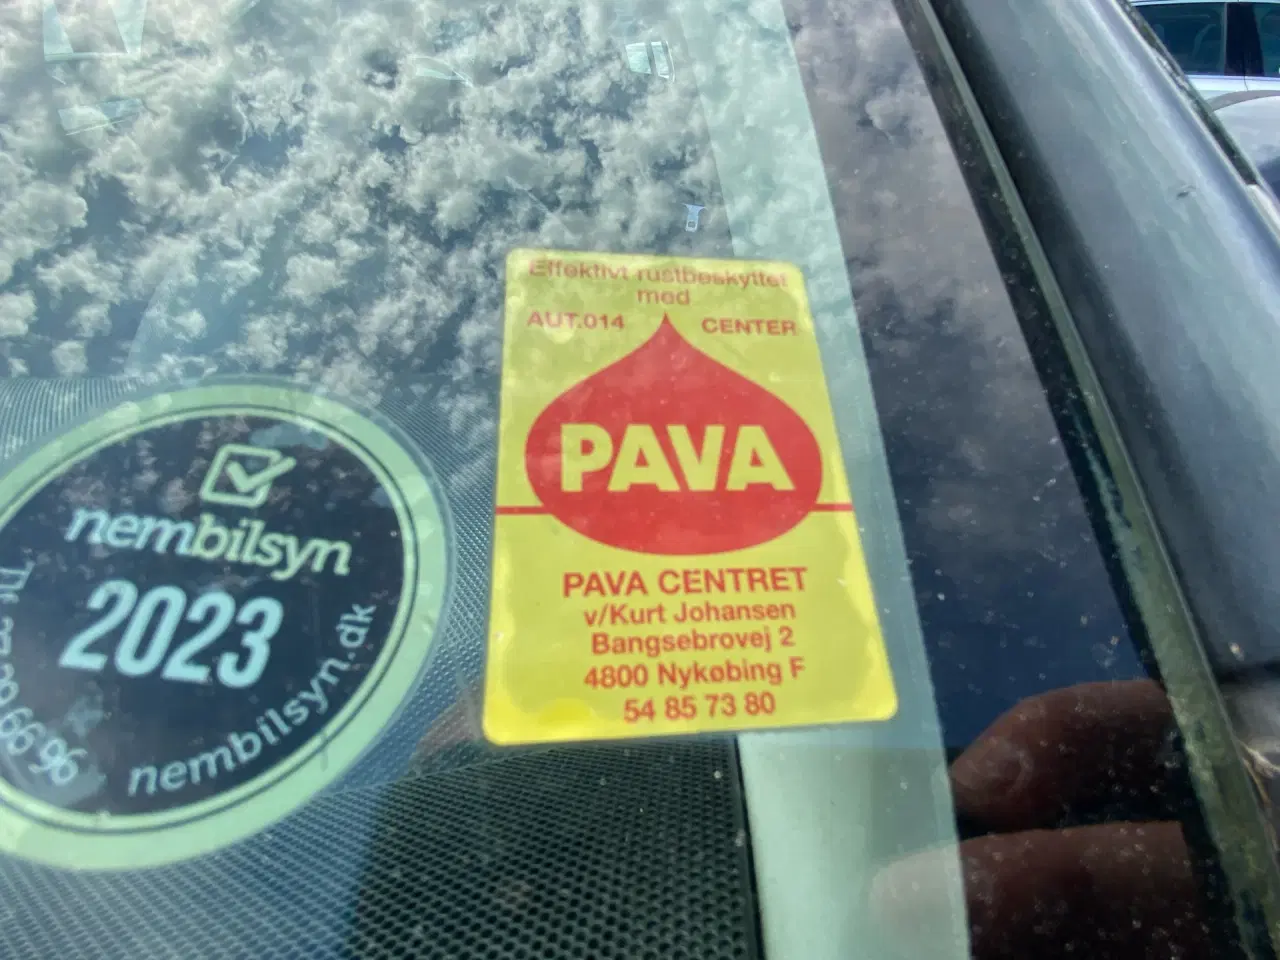 Effektivt rustbeskyttet
med
AUT.014 CENTER
PAVA
PAVA CENTRET
v/Kurt Johansen
Bangsebrovej 2
4800 Nykøbing F
54 85 73 80
nembilsyn
2023
nembilsyn.dk